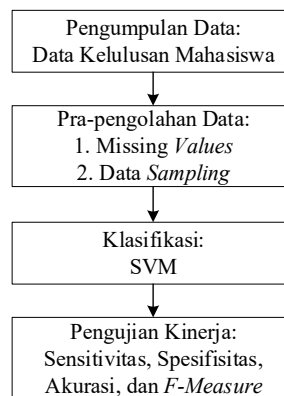 Pengumpulan Data:
Data Kelulusan Mahasiswa
Pra-pengolahan Data:
1. Missing Values
2. Data Sampling
Klasifikasi:
SVM
Pengujian Kinerja:
Sensitivitas, Spesifisitas,
Akurasi, dan F-Measure